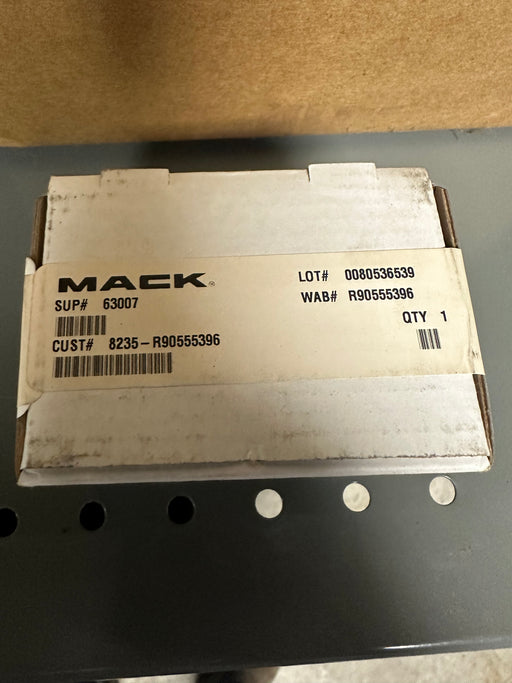 MACK®
SUP# 63007
CUST# 8235-R90555396
LOT# 0080536539
WAB# R90555396
QTY 1